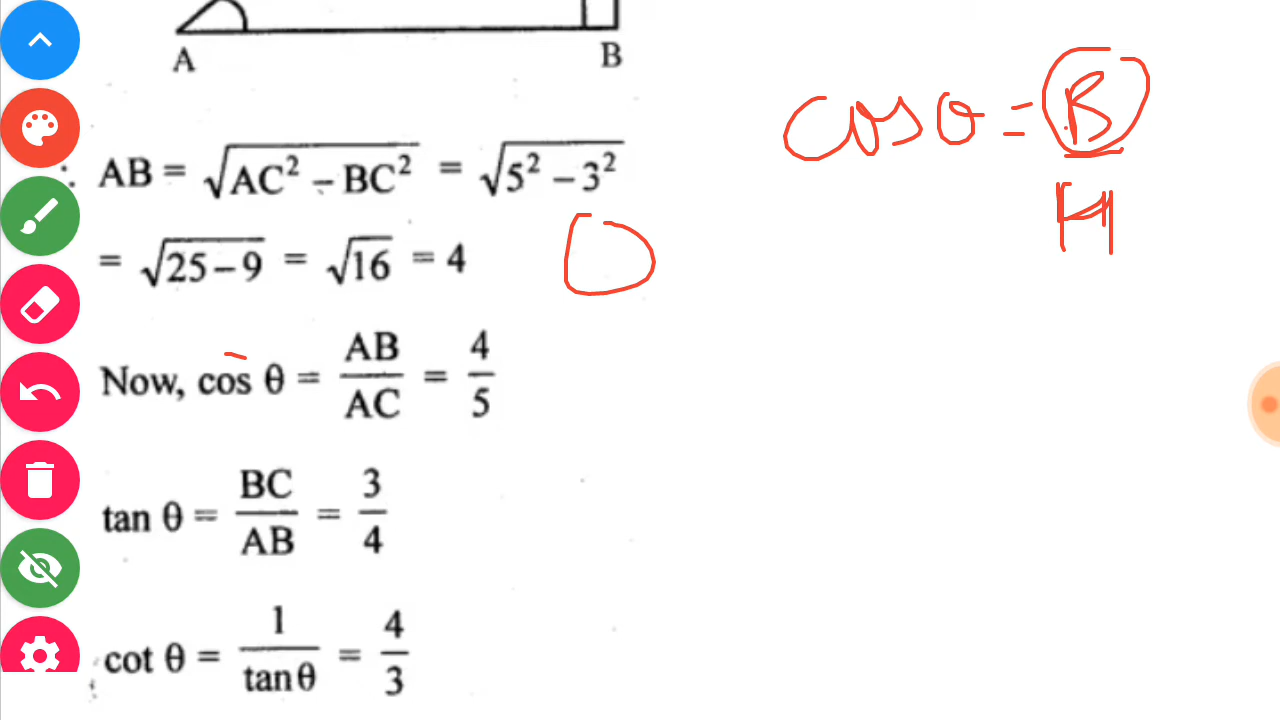 A B
∴ AB = √(AC² – BC²) = √(5² – 3²)
= √(25 – 9) = √16 = 4
Now, cos θ = AB/AC = 4/5
tan θ = BC/AB = 3/4
cot θ = 1/tanθ = 4/3
cosθ = B/H